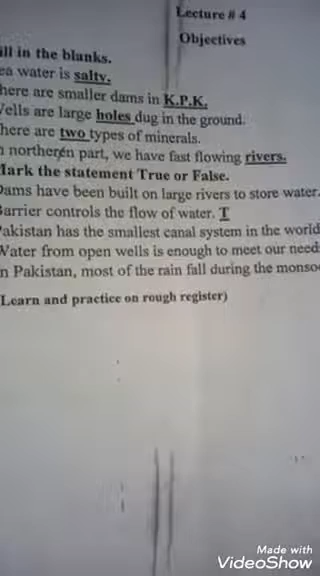 Lecture # 4
Objectives
ill in the blanks.
ea water is salty.
here are smaller dams in K.P.K.
Vells are large holes dug in the ground.
here are two types of minerals.
n northeren part, we have fast flowing rivers.
Mark the statement True or False.
Dams have been built on large rivers to store water.
Barrier controls the flow of water. T
Pakistan has the smallest canal system in the world
Water from open wells is enough to meet our need
n Pakistan, most of the rain fall during the monso
(Learn and practice on rough register)
Made with
VideoShow